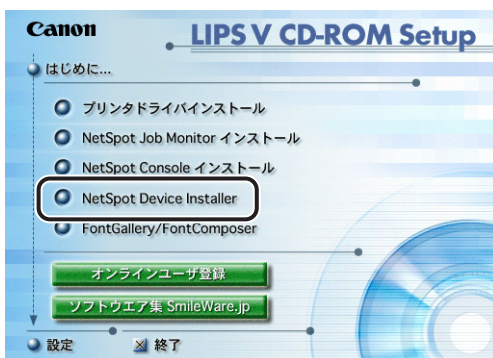 Canon
LIPS V CD-ROM Setup
はじめに...
プリンタドライバインストール
NetSpot Job Monitor インストール
NetSpot Console インストール
NetSpot Device Installer
FontGallery/FontComposer
オンラインユーザ登録
ソフトウエア集 SmileWare.jp
設定
終了